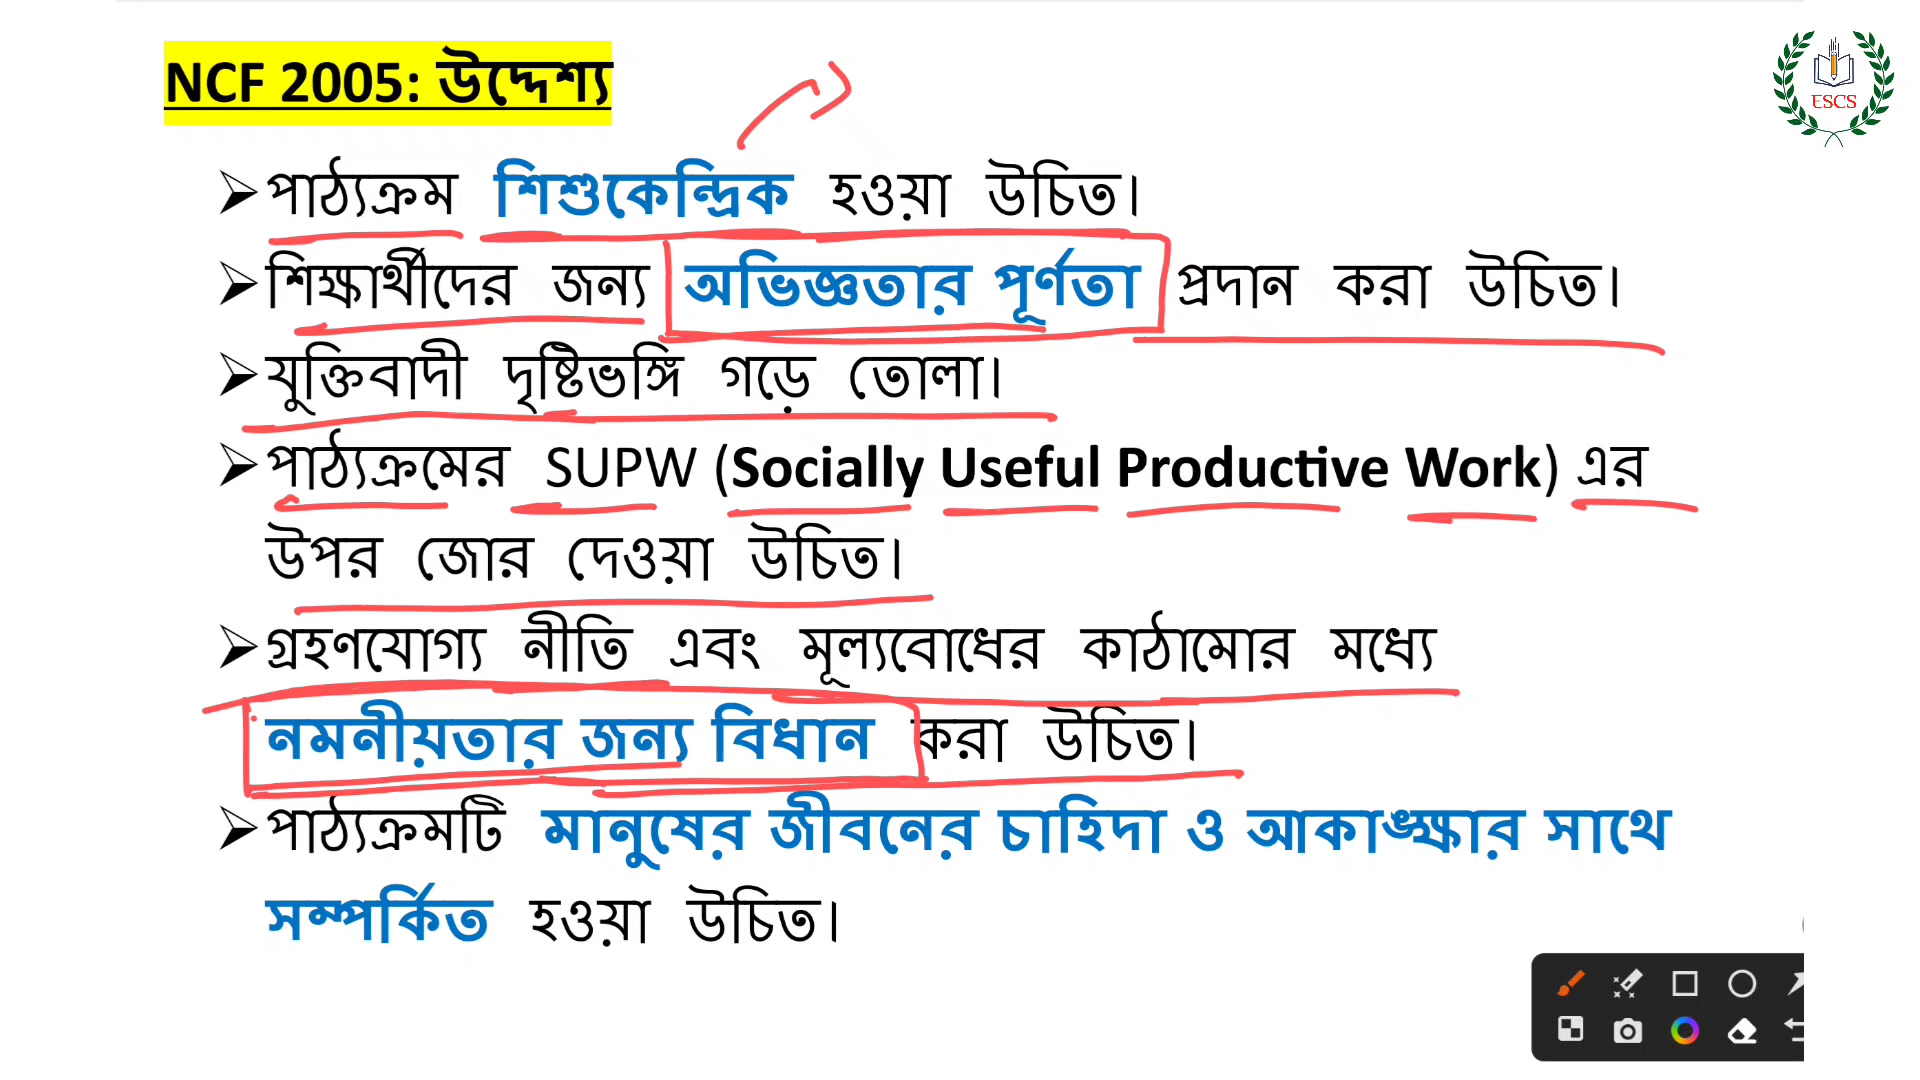 NCF 2005: উদ্দেশ্য
ESCS
➢পাঠ্যক্রম শিশুকেন্দ্রিক হওয়া উচিত।
➢শিক্ষার্থীদের জন্য অভিজ্ঞতার পূর্ণতা প্রদান করা উচিত।
➢যুক্তিবাদী দৃষ্টিভঙ্গি গড়ে তোলা।
➢পাঠ্যক্রমের SUPW (Socially Useful Productive Work) এর
উপর জোর দেওয়া উচিত।
➢গ্রহণযোগ্য নীতি এবং মূল্যবোধের কাঠামোর মধ্যে
নমনীয়তার জন্য বিধান করা উচিত।
➢পাঠ্যক্রমটি মানুষের জীবনের চাহিদা ও আকাঙ্ক্ষার সাথে
সম্পর্কিত হওয়া উচিত।